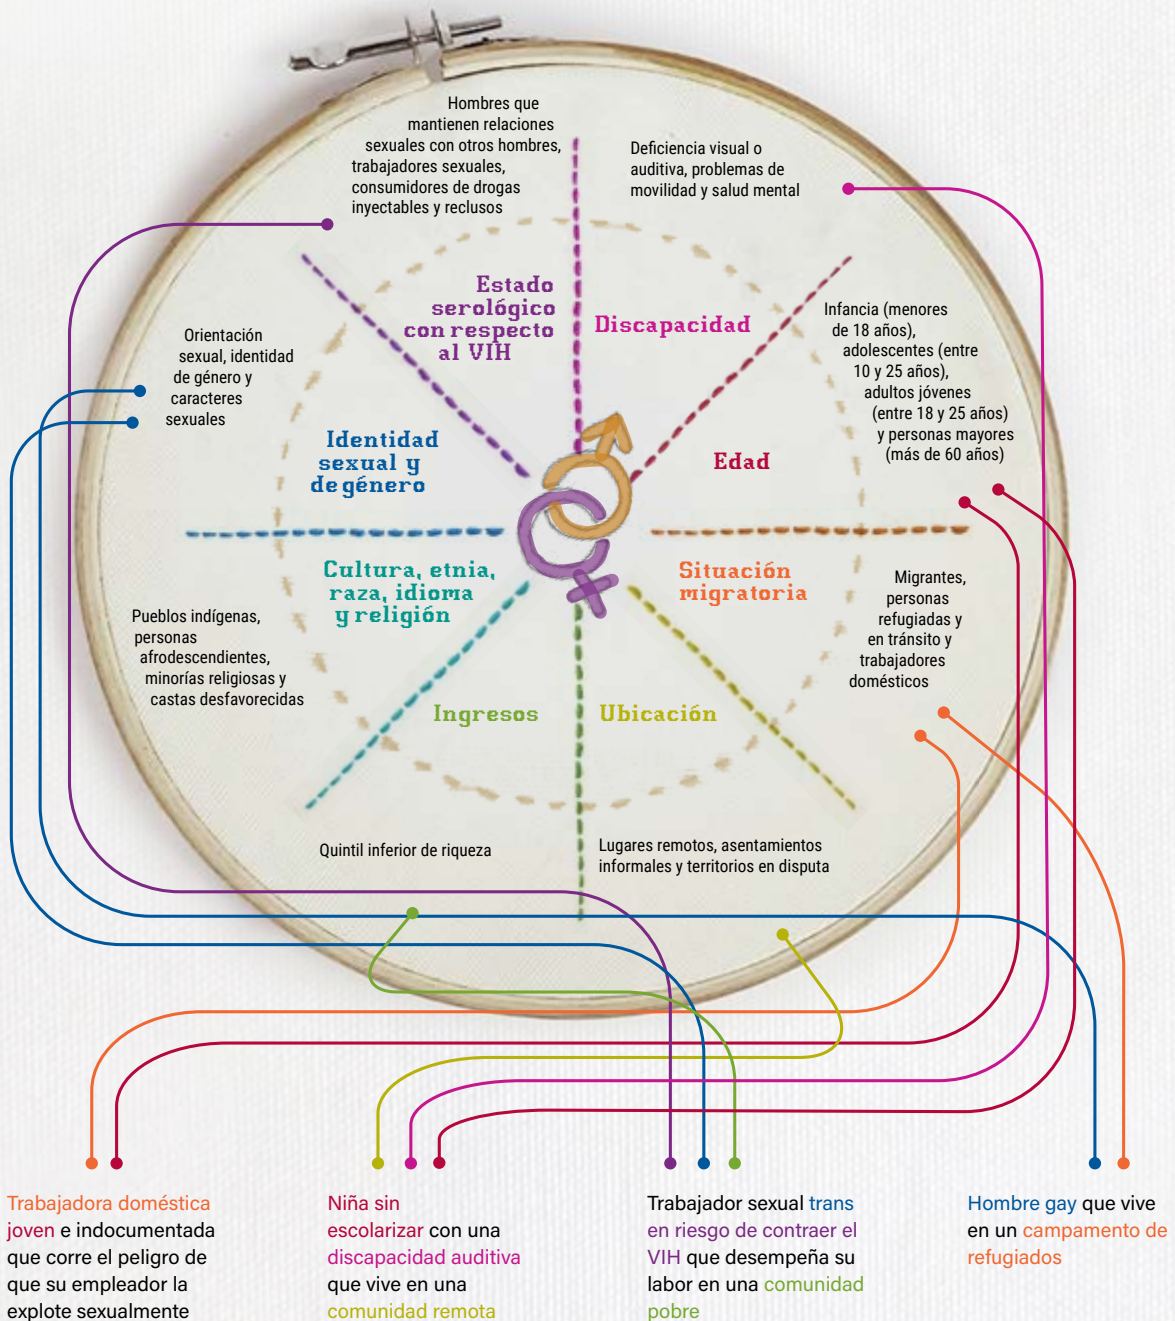 Hombres que
mantienen relaciones
sexuales con otros hombres,
trabajadores sexuales,
consumidores de drogas
inyectables y reclusos
Deficiencia visual o
auditiva, problemas de
movilidad y salud mental
Estado
serológico
con respecto
al VIH
Discapacidad
Orientación
sexual, identidad
de género y
caracteres
sexuales
Infancia (menores
de 18 años),
adolescentes (entre
10 y 25 años),
adultos jóvenes
(entre 18 y 25 años)
y personas mayores
(más de 60 años)
Identidad
sexual y
de género
Edad
Cultura, etnia,
raza, idioma
y religión
Situación
migratoria
Pueblos indígenas,
personas
afrodescendientes,
minorías religiosas y
castas desfavorecidas
Migrantes,
personas
refugiadas y
en tránsito y
trabajadores
domésticos
Ingresos
Ubicación
Quintil inferior de riqueza
Lugares remotos, asentamientos
informales y territorios en disputa
Trabajadora doméstica
joven e indocumentada
que corre el peligro de
que su empleador la
explote sexualmente
Niña sin
escolarizar con una
discapacidad auditiva
que vive en una
comunidad remota
Trabajador sexual trans
en riesgo de contraer el
VIH que desempeña su
labor en una comunidad
pobre
Hombre gay que vive
en un campamento de
refugiados